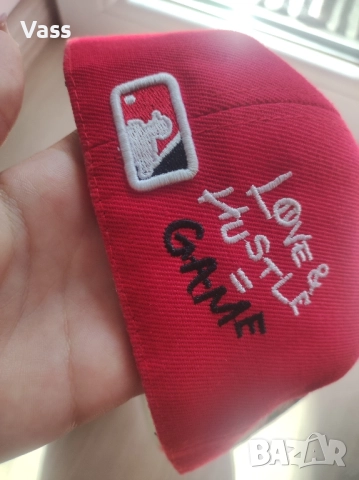 Vass
LOVE &
HUSTLE
=
GAME
BAZAR